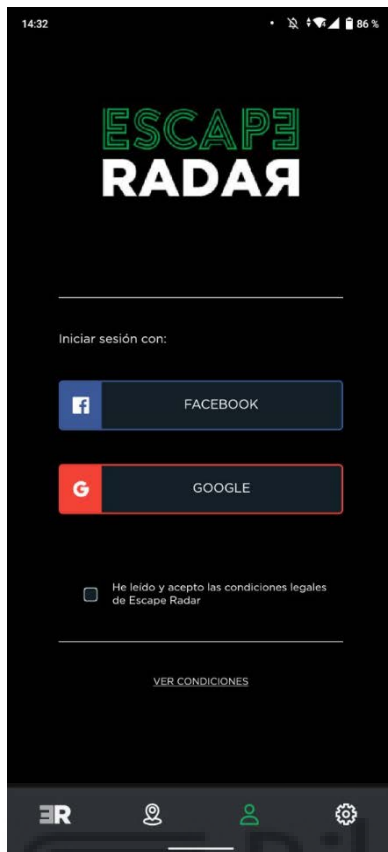 14:32
86 %
ESCAPE
RADAR
Iniciar sesión con:
FACEBOOK
G
GOOGLE
He leído y acepto las condiciones legales
de Escape Radar
VER CONDICIONES
ER